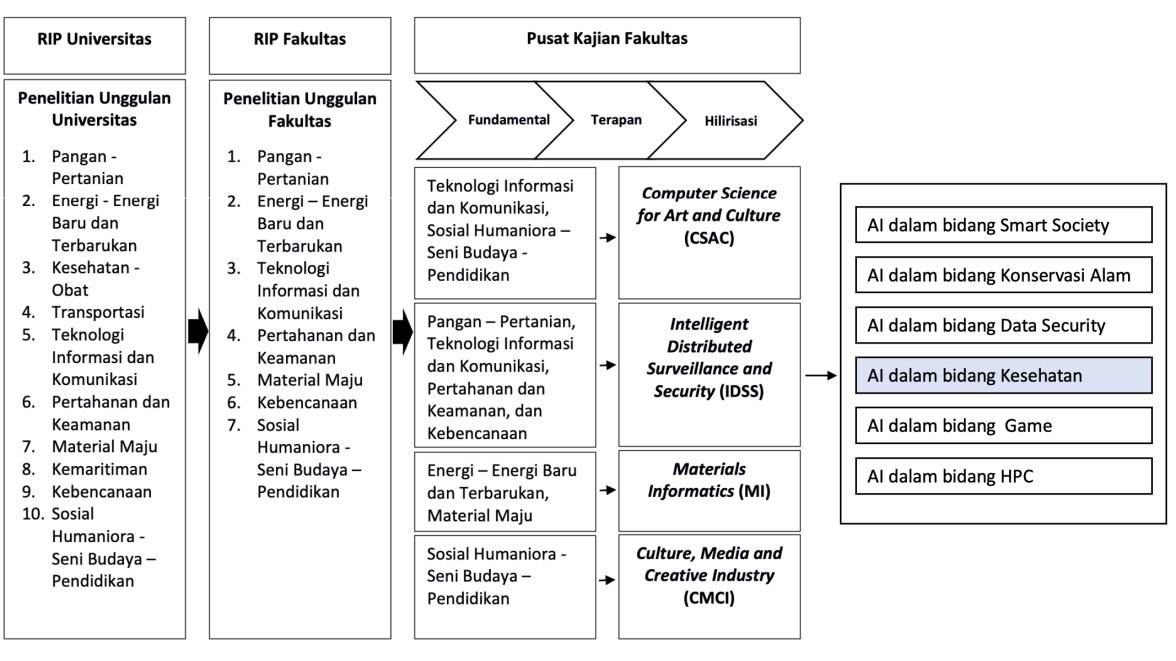 RIP Universitas
Penelitian Unggulan
Universitas
1. Pangan -
Pertanian
2. Energi - Energi
Baru dan
Terbarukan
3. Kesehatan -
Obat
4. Transportasi
5. Teknologi
Informasi dan
Komunikasi
6. Pertahanan dan
Keamanan
7. Material Maju
8. Kemaritiman
9. Kebencanaan
10. Sosial
Humaniora -
Seni Budaya –
Pendidikan
RIP Fakultas
Penelitian Unggulan
Fakultas
1. Pangan -
Pertanian
2. Energi – Energi
Baru dan
Terbarukan
3. Teknologi
Informasi dan
Komunikasi
4. Pertahanan dan
Keamanan
5. Material Maju
6. Kebencanaan
7. Sosial
Humaniora -
Seni Budaya –
Pendidikan
Pusat Kajian Fakultas
Fundamental
Terapan
Hilirisasi
Teknologi Informasi
dan Komunikasi,
Sosial Humaniora –
Seni Budaya -
Pendidikan
Computer Science
for Art and Culture
(CSAC)
Pangan – Pertanian,
Teknologi Informasi
dan Komunikasi,
Pertahanan dan
Keamanan, dan
Kebencanaan
Intelligent
Distributed
Surveillance and
Security (IDSS)
Energi – Energi Baru
dan Terbarukan,
Material Maju
Materials
Informatics (MI)
Sosial Humaniora -
Seni Budaya –
Pendidikan
Culture, Media and
Creative Industry
(CMCI)
AI dalam bidang Smart Society
AI dalam bidang Konservasi Alam
AI dalam bidang Data Security
AI dalam bidang Kesehatan
AI dalam bidang Game
AI dalam bidang HPC